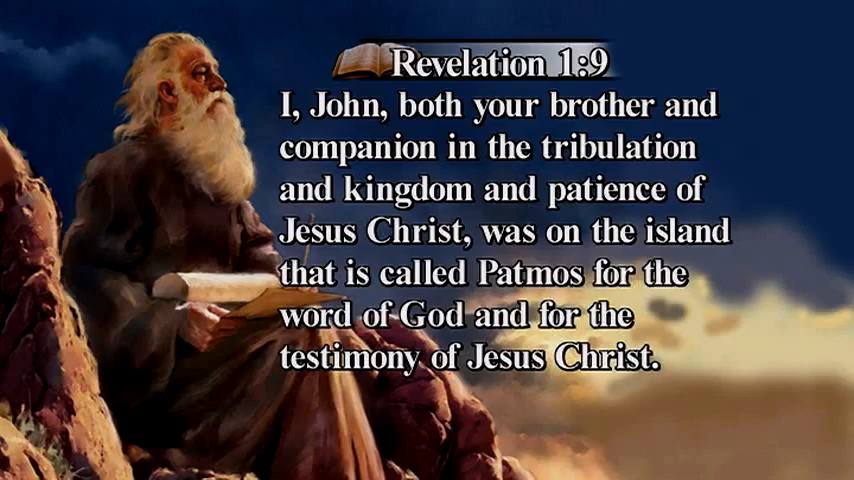 Revelation 1:9
I, John, both your brother and
companion in the tribulation
and kingdom and patience of
Jesus Christ, was on the island
that is called Patmos for the
word of God and for the
testimony of Jesus Christ.